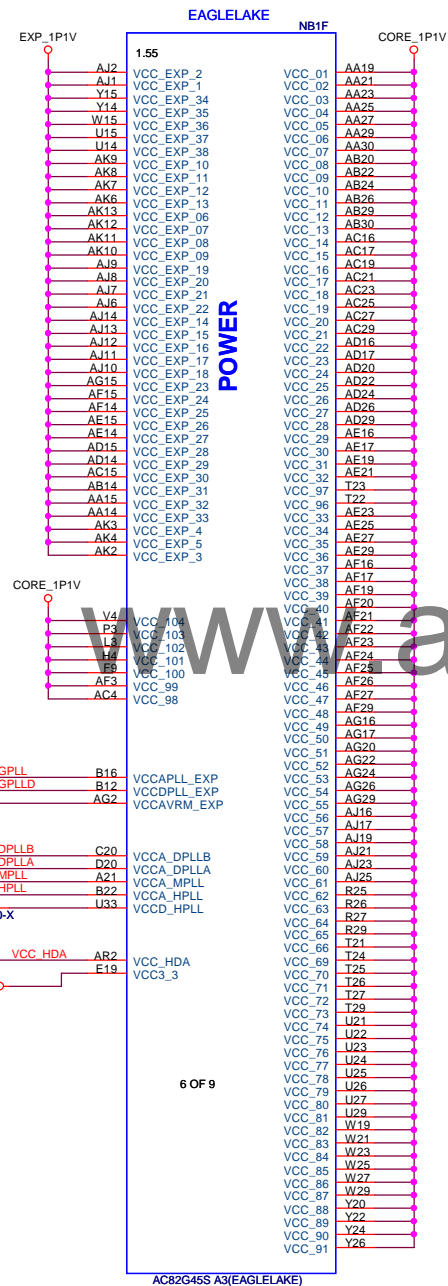 EAGLELAKE
NB1F
EXP_1P1V
1.55
AJ2 VCC_EXP_2
AJ1 VCC_EXP_1
Y15 VCC_EXP_34
Y14 VCC_EXP_35
W15 VCC_EXP_36
U15 VCC_EXP_37
U14 VCC_EXP_38
AK9 VCC_EXP_10
AK8 VCC_EXP_11
AK7 VCC_EXP_12
AK6 VCC_EXP_13
AK13 VCC_EXP_06
AK12 VCC_EXP_07
AK11 VCC_EXP_08
AK10 VCC_EXP_09
AJ9 VCC_EXP_19
AJ8 VCC_EXP_20
AJ7 VCC_EXP_21
AJ6 VCC_EXP_22
AJ14 VCC_EXP_14
AJ13 VCC_EXP_15
AJ12 VCC_EXP_16
AJ11 VCC_EXP_17
AJ10 VCC_EXP_18
AG15 VCC_EXP_23
AF15 VCC_EXP_24
AF14 VCC_EXP_25
AE15 VCC_EXP_26
AE14 VCC_EXP_27
AD15 VCC_EXP_28
AD14 VCC_EXP_29
AC15 VCC_EXP_30
AB14 VCC_EXP_31
AA15 VCC_EXP_32
AA14 VCC_EXP_33
AK3 VCC_EXP_4
AK4 VCC_EXP_5
AK2 VCC_EXP_3
CORE_1P1V
V4 VCC_104
P3 VCC_103
L3 VCC_102
H4 VCC_101
F9 VCC_100
AF3 VCC_99
AC4 VCC_98
GPLL B16 VCCAPLL_EXP
GPLLD B12 VCCDPLL_EXP
AG2 VCCAVRM_EXP
DPLLB C20 VCCA_DPLLB
DPLLA D20 VCCA_DPLLA
MPLL A21 VCCA_MPLL
HPLL B22 VCCA_HPLL
U33 VCCD_HPLL
0-X
VCC_HDA AR2 VCC_HDA
E19 VCC3_3
POWER
6 OF 9
CORE_1P1V
VCC_01 AA19
VCC_02 AA21
VCC_03 AA23
VCC_04 AA25
VCC_05 AA27
VCC_06 AA29
VCC_07 AA30
VCC_08 AB20
VCC_09 AB22
VCC_10 AB24
VCC_11 AB26
VCC_12 AB29
VCC_13 AB30
VCC_14 AC16
VCC_15 AC17
VCC_16 AC19
VCC_17 AC21
VCC_18 AC23
VCC_19 AC25
VCC_20 AC27
VCC_21 AC29
VCC_22 AD16
VCC_23 AD17
VCC_24 AD20
VCC_25 AD22
VCC_26 AD24
VCC_27 AD26
VCC_28 AD29
VCC_29 AE16
VCC_30 AE17
VCC_31 AE19
VCC_32 AE21
VCC_97 T23
VCC_96 T22
VCC_33 AE23
VCC_34 AE25
VCC_35 AE27
VCC_36 AE29
VCC_37 AF16
VCC_38 AF17
VCC_39 AF19
VCC_40 AF20
VCC_41 AF21
VCC_42 AF22
VCC_43 AF23
VCC_44 AF24
VCC_45 AF25
VCC_46 AF26
VCC_47 AF27
VCC_48 AF29
VCC_49 AG16
VCC_50 AG17
VCC_51 AG20
VCC_52 AG22
VCC_53 AG24
VCC_54 AG26
VCC_55 AG29
VCC_56 AJ16
VCC_57 AJ17
VCC_58 AJ19
VCC_59 AJ21
VCC_60 AJ23
VCC_61 AJ25
VCC_62 R25
VCC_63 R26
VCC_64 R27
VCC_65 R29
VCC_66 T21
VCC_69 T24
VCC_70 T25
VCC_71 T26
VCC_72 T27
VCC_73 T29
VCC_74 U21
VCC_75 U22
VCC_76 U23
VCC_77 U24
VCC_78 U25
VCC_79 U26
VCC_80 U27
VCC_81 U29
VCC_82 W19
VCC_83 W21
VCC_84 W23
VCC_85 W25
VCC_86 W27
VCC_87 W29
VCC_88 Y20
VCC_89 Y22
VCC_90 Y24
VCC_91 Y26
www.a
AC82G45S A3(EAGLELAKE)